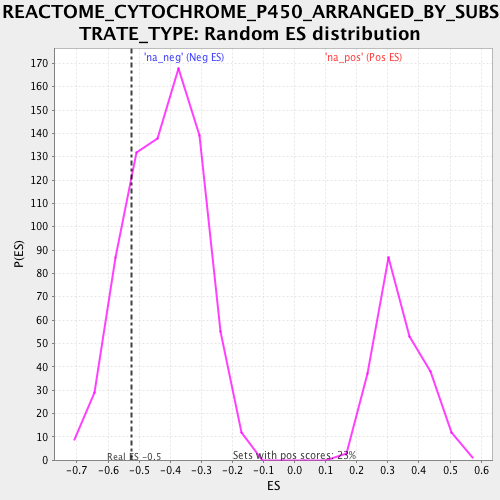 REACTOME_CYTOCHROME_P450_ARRANGED_BY_SUBS
TRATE_TYPE: Random ES distribution
'na_neg' (Neg ES)
'na_pos' (Pos ES)
170
160
150
140
130
120
110
100
90
80
70
60
50
40
30
20
10
0
P(ES)
Real ES -0.5
Sets with pos scores: 23%
-0.7 -0.6 -0.5 -0.4 -0.3 -0.2 -0.1 0.0 0.1 0.2 0.3 0.4 0.5 0.6
ES